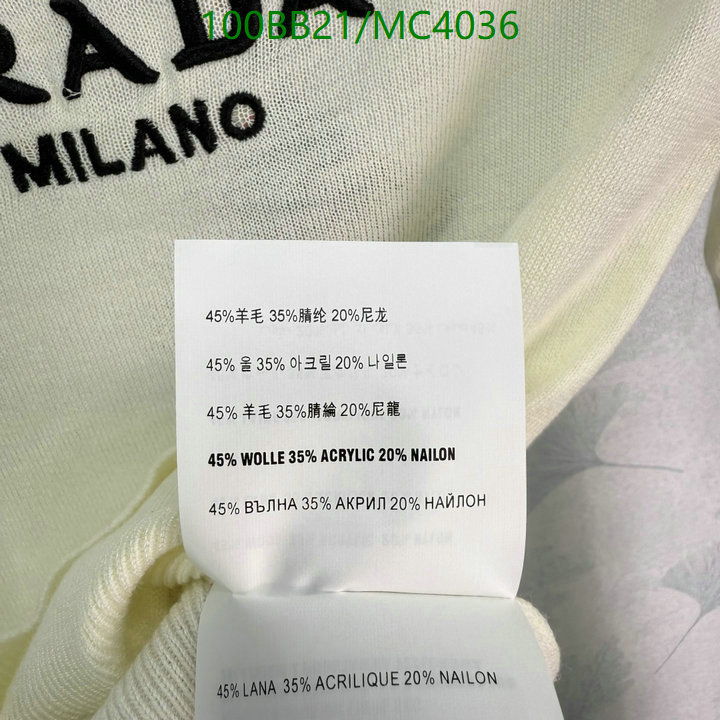 100BB21/MC4036
MILANO
45%羊毛 35%腈纶 20%尼龙
45% 울 35% 아크릴 20% 나일론
45% 羊毛 35%腈綸 20%尼龍
45% WOLLE 35% ACRYLIC 20% NAILON
45% ВЪЛНА 35% АКРИЛ 20% НАЙЛОН
45% LANA 35% ACRILIQUE 20% NAILON